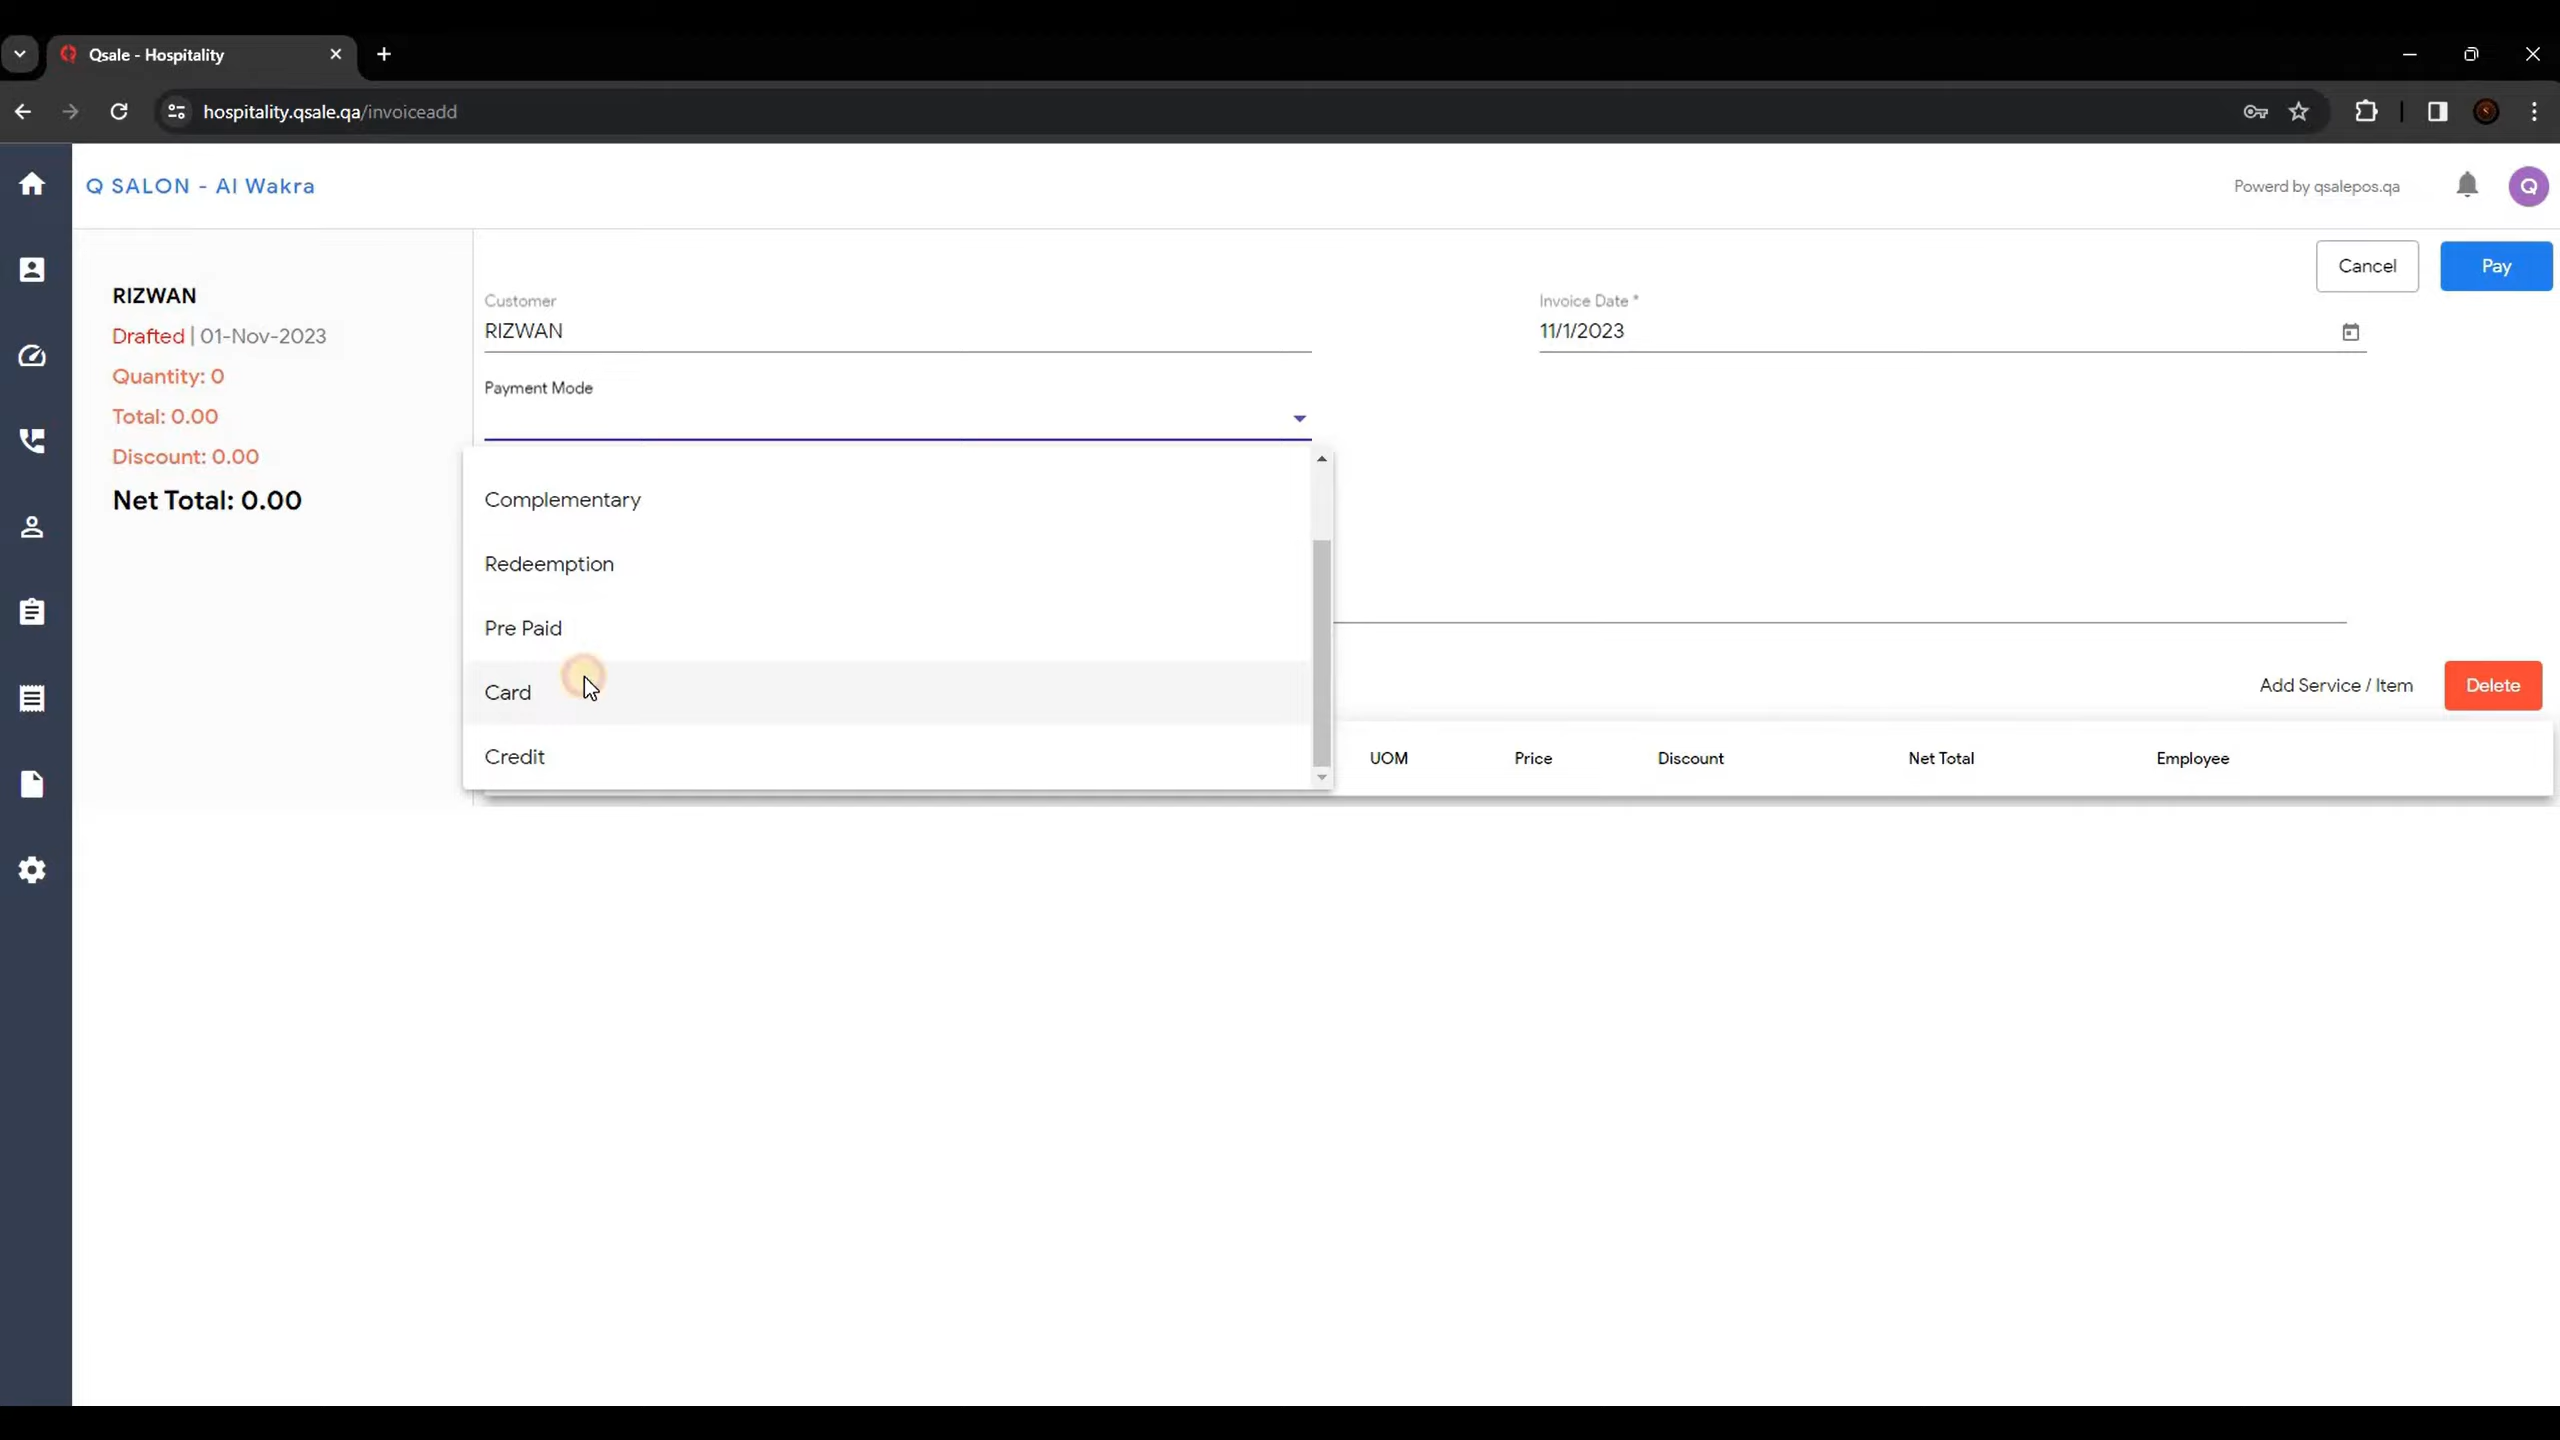 Qsale - Hospitality
hospitality.qsale.qa/invoiceadd
Q SALON - Al Wakra
Powerd by qsalepos.qa
Q
Cancel
Pay
RIZWAN
Drafted | 01-Nov-2023
Quantity: 0
Total: 0.00
Discount: 0.00
Net Total: 0.00
Customer
RIZWAN
Invoice Date *
11/1/2023
Payment Mode
Complementary
Redeemption
Pre Paid
Card
Credit
Add Service / Item
Delete
UOM Price Discount Net Total Employee